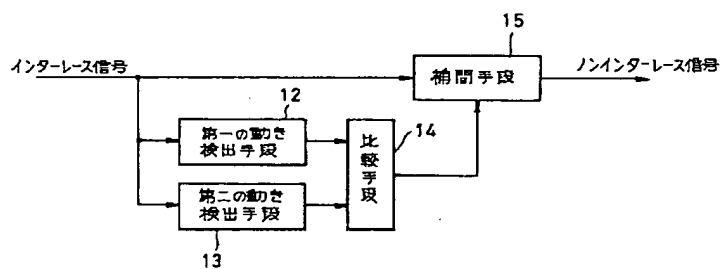 15
インターレース信号
補間手段
ノンインターレース信号
12
第一の動き
検出手段
比較手段
14
第二の動き
検出手段
13